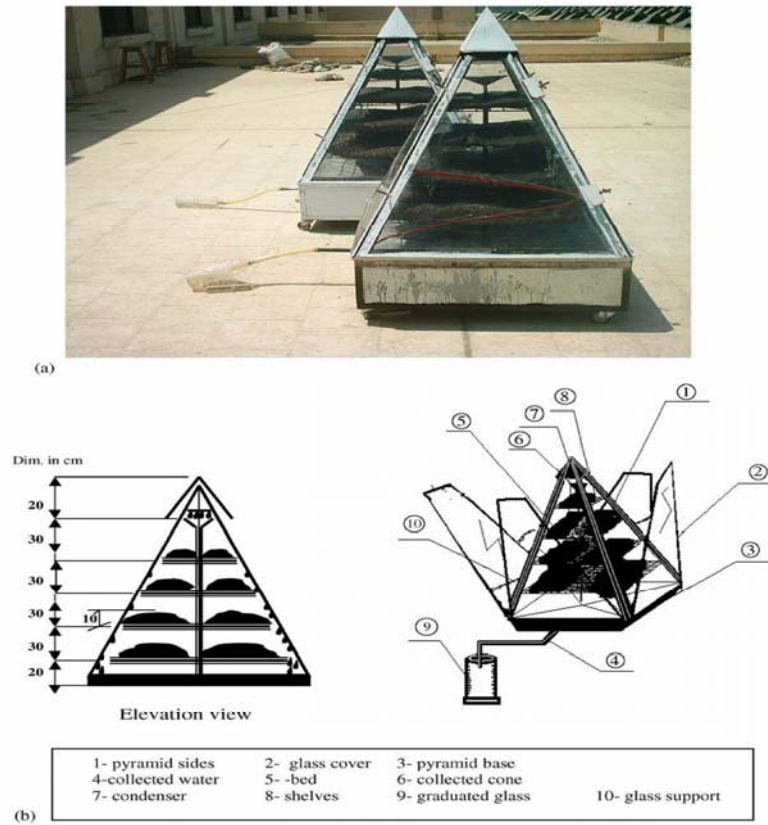 (a)
Dim. in cm
20
30
30
30
10
30
20
Elevation view
8
1
7
5
6
2
10
3
9
4
1- pyramid sides 2- glass cover 3- pyramid base
4-collected water 5- -bed 6- collected cone
7- condenser 8- shelves 9- graduated glass 10- glass support
(b)